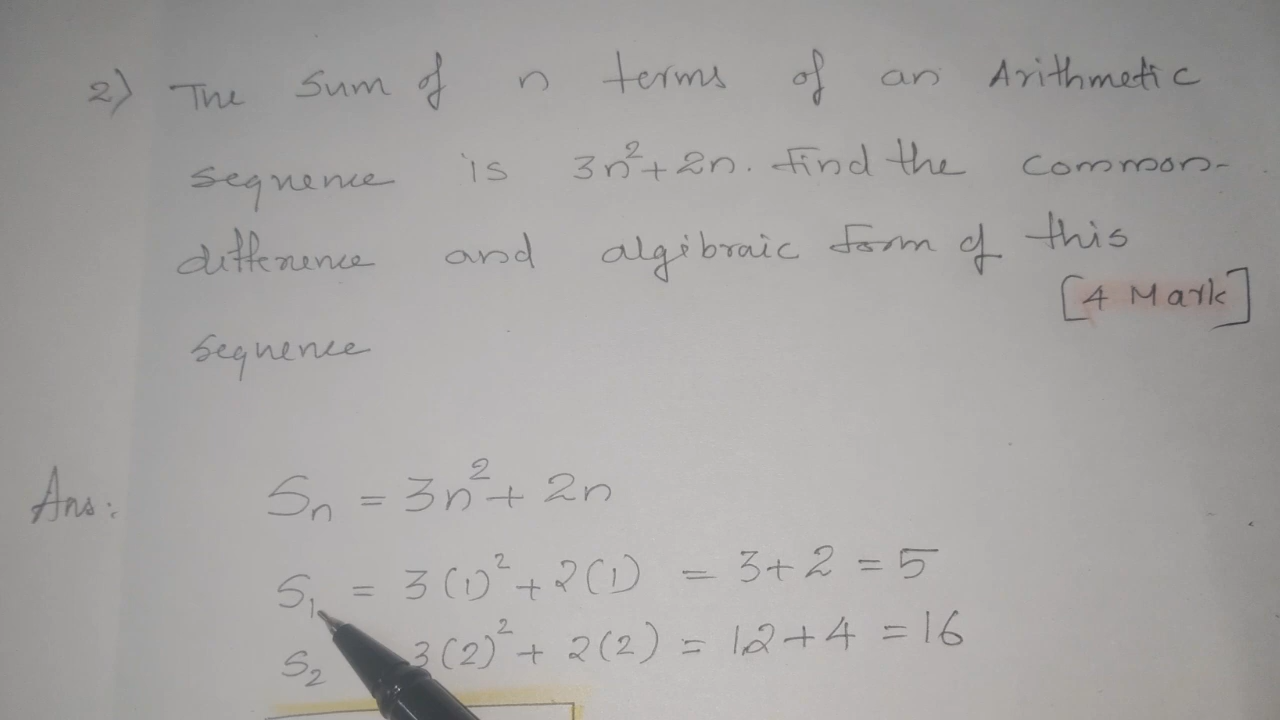 2) The Sum of n terms of an Arithmetic
sequence is 3n²+2n. Find the common-
difference and algebraic form of this
[4 Mark]
sequence
Ans: Sₙ = 3n²+ 2n
S₁ = 3(1)²+2(1) = 3+2 = 5
S₂ 3(2)²+ 2(2) = 12+4 = 16